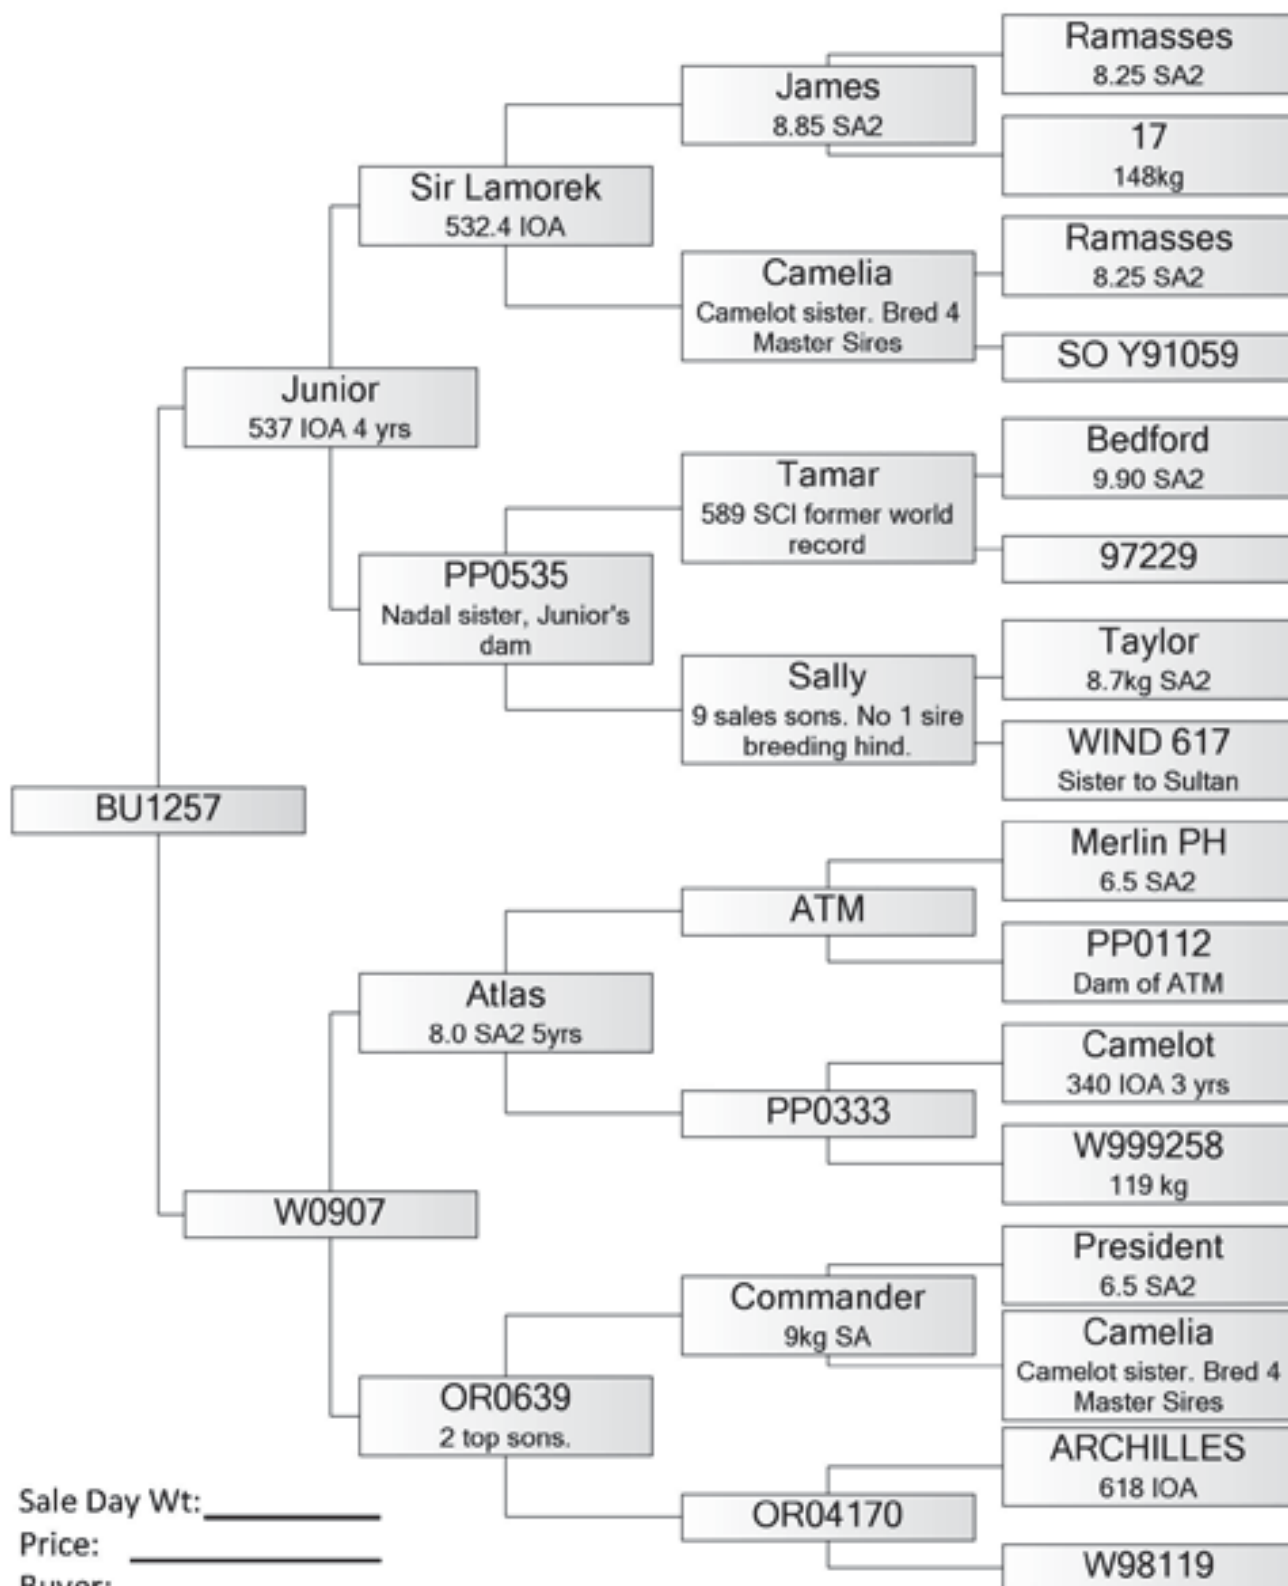 Ramasses
8.25 SA2
James
8.85 SA2
17
148kg
Sir Lamorek
532.4 IOA
Ramasses
8.25 SA2
Camelia
Camelot sister. Bred 4
Master Sires
SO Y91059
Junior
537 IOA 4 yrs
Bedford
9.90 SA2
Tamar
589 SCI former world
record
97229
PP0535
Nadal sister, Junior's
dam
Taylor
8.7kg SA2
Sally
9 sales sons. No 1 sire
breeding hind.
WIND 617
Sister to Sultan
BU1257
Merlin PH
6.5 SA2
ATM
PP0112
Dam of ATM
Atlas
8.0 SA2 5yrs
Camelot
340 IOA 3 yrs
PP0333
W999258
119 kg
W0907
President
6.5 SA2
Commander
9kg SA
Camelia
Camelot sister. Bred 4
Master Sires
OR0639
2 top sons.
ARCHILLES
618 IOA
OR04170
W98119
Sale Day Wt:
Price:
Buyer: